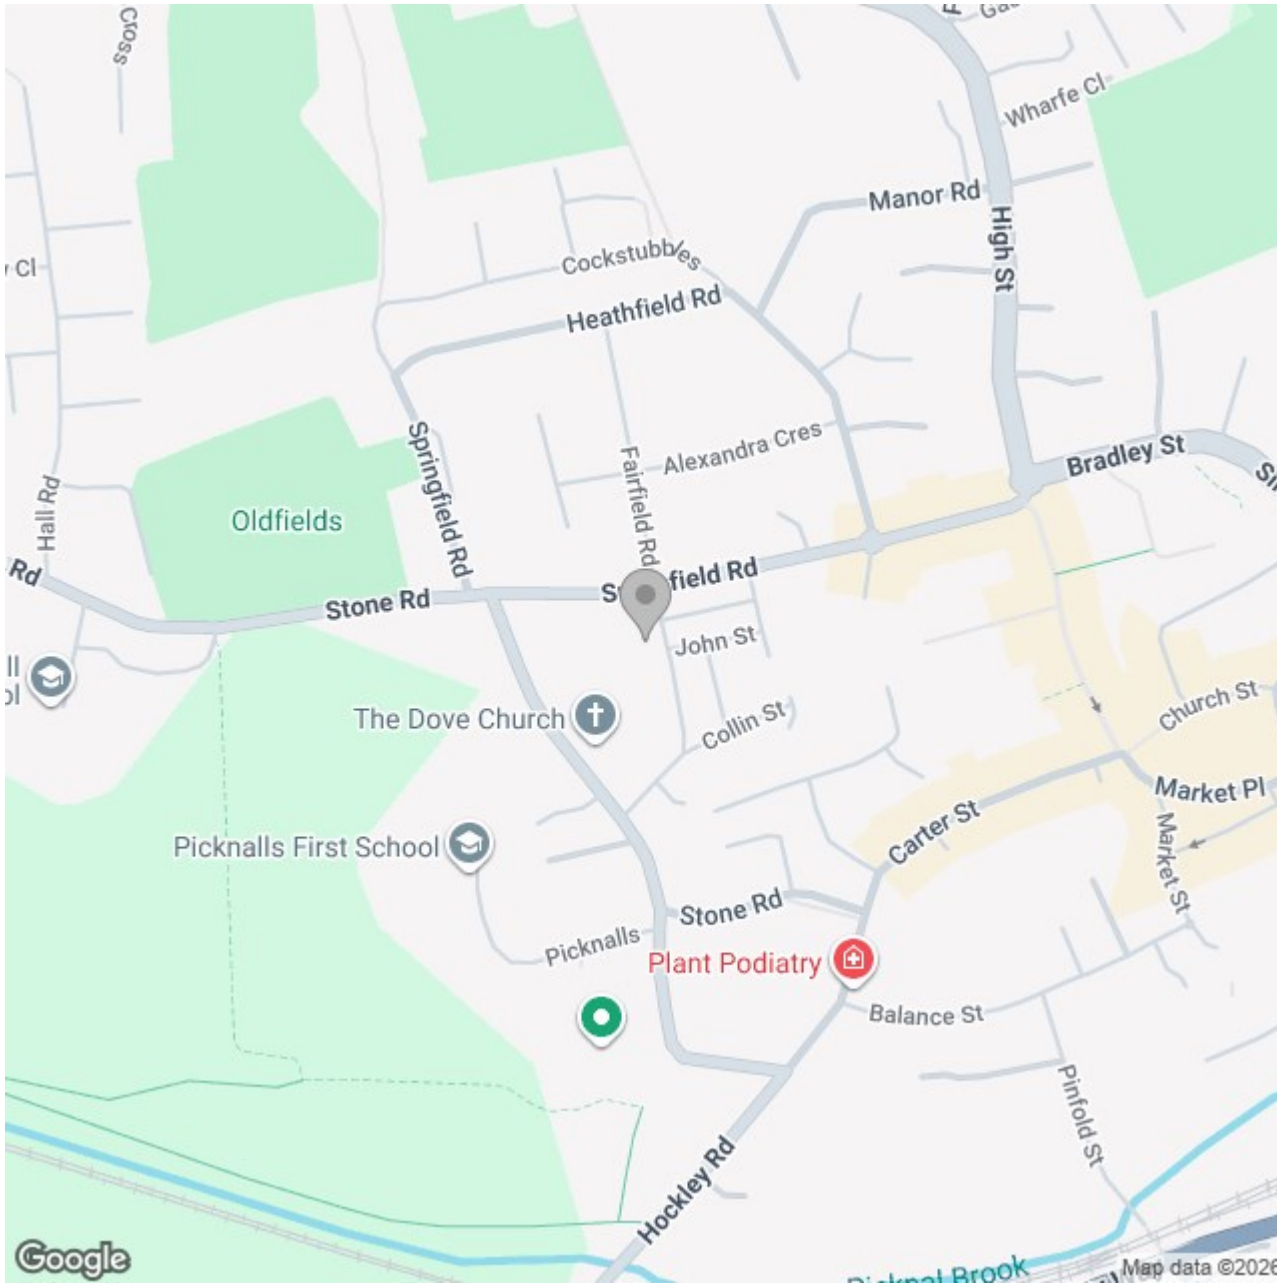 Cross
Wharfe Cl
Manor Rd
High St
Cl
Cockstubbles
Heathfield Rd
Springfield Rd
Fairfield Rd
Alexandra Cres
Bradley St
Hall Rd
Oldfields
Rd
Stone Rd
field Rd
John St
The Dove Church
Collin St
Church St
Market Pl
Carter St
Market St
Picknalls First School
Stone Rd
Picknalls
Plant Podiatry
Balance St
Pinfold St
Hockley Rd
Picknal Brook
Google
Map data ©2026